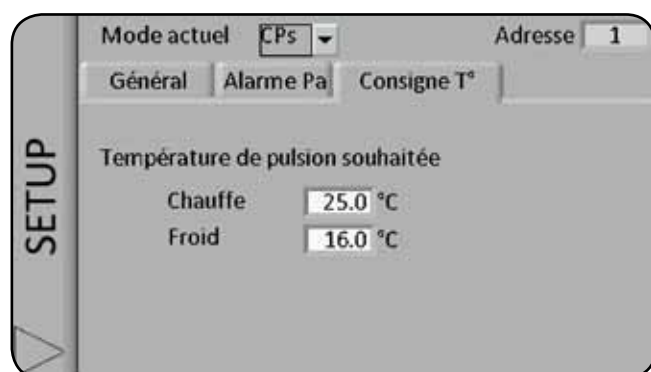 Mode actuel CPs Adresse 1
Général Alarme Pa Consigne T°
SETUP
Température de pulsion souhaitée
Chauffe 25.0 °C
Froid 16.0 °C